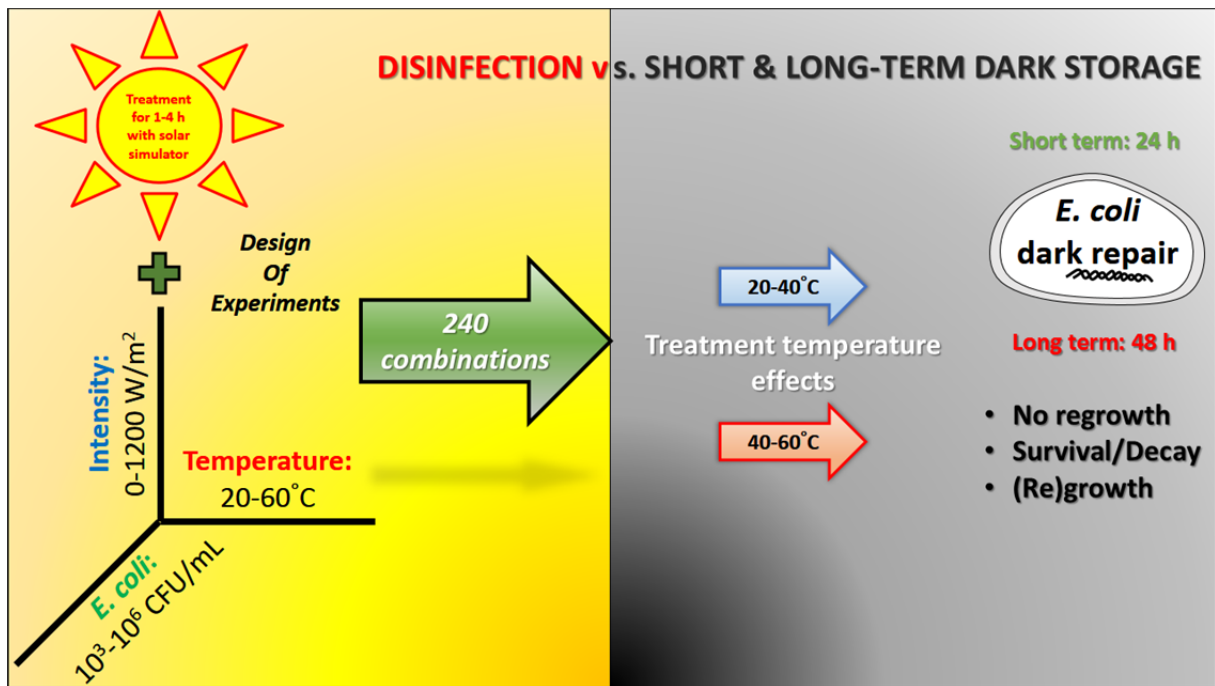 DISINFECTION vs. SHORT & LONG-TERM DARK STORAGE
Treatment
for 1-4 h
with solar
simulator
Design
Of
Experiments
Intensity:
0-1200 W/m²
Temperature:
20-60°C
E. coli:
10³-10⁶ CFU/mL
240
combinations
20-40°C
Treatment temperature
effects
40-60°C
Short term: 24 h
E. coli
dark repair
Long term: 48 h
• No regrowth
• Survival/Decay
• (Re)growth